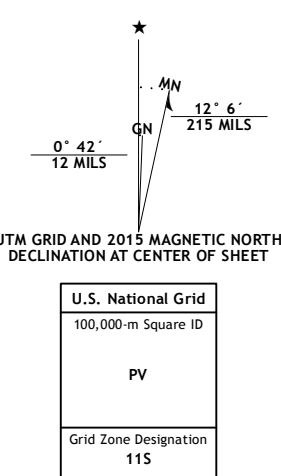 ★
MN
GN
12° 6´
215 MILS
0° 42´
12 MILS
UTM GRID AND 2015 MAGNETIC NORTH
DECLINATION AT CENTER OF SHEET
U.S. National Grid
100,000-m Square ID
PV
Grid Zone Designation
11S